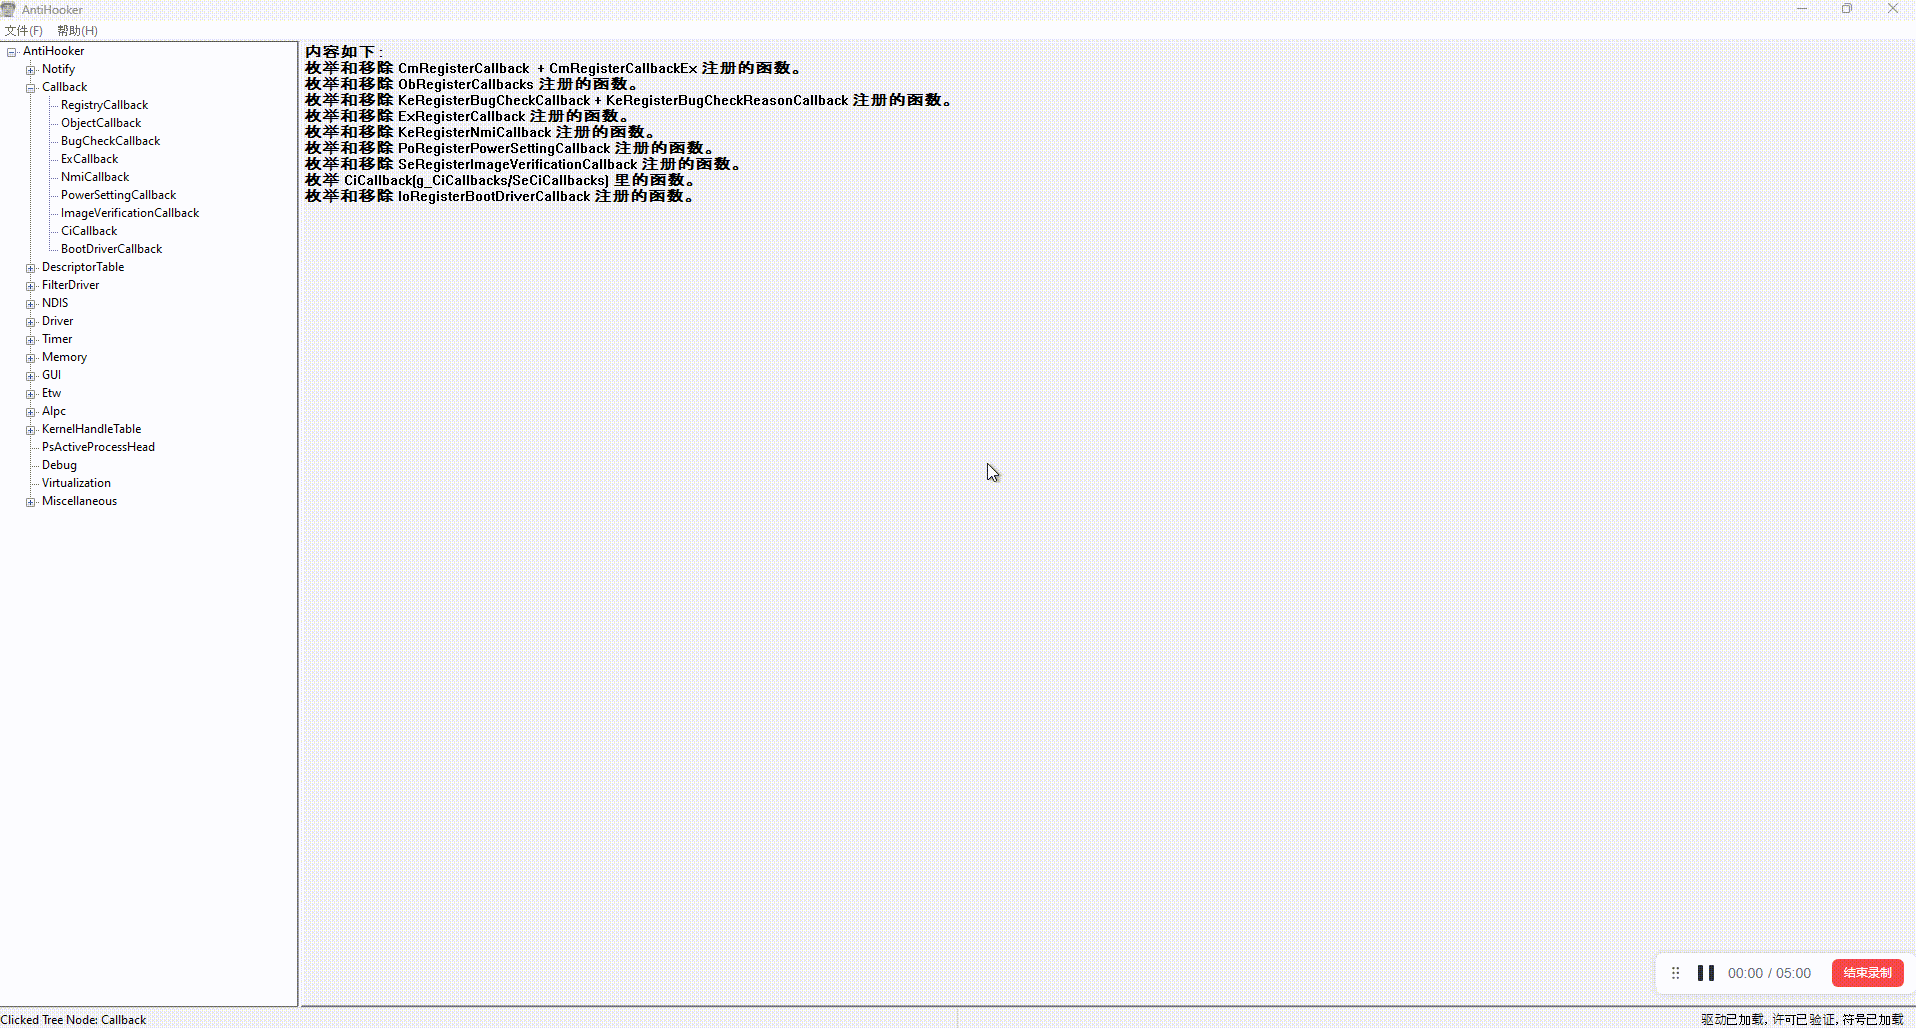 AntiHooker
文件(F) 帮助(H)
AntiHooker
Notify
Callback
RegistryCallback
ObjectCallback
BugCheckCallback
ExCallback
NmiCallback
PowerSettingCallback
ImageVerificationCallback
CiCallback
BootDriverCallback
DescriptorTable
FilterDriver
NDIS
Driver
Timer
Memory
GUI
Etw
Alpc
KernelHandleTable
PsActiveProcessHead
Debug
Virtualization
Miscellaneous
内容如下:
枚举和移除 CmRegisterCallback + CmRegisterCallbackEx 注册的函数。
枚举和移除 ObRegisterCallbacks 注册的函数。
枚举和移除 KeRegisterBugCheckCallback + KeRegisterBugCheckReasonCallback 注册的函数。
枚举和移除 ExRegisterCallback 注册的函数。
枚举和移除 KeRegisterNmiCallback 注册的函数。
枚举和移除 PoRegisterPowerSettingCallback 注册的函数。
枚举和移除 SeRegisterImageVerificationCallback 注册的函数。
枚举 CiCallback(g_CiCallbacks/SeCiCallbacks) 里的函数。
枚举和移除 IoRegisterBootDriverCallback 注册的函数。
00:00 / 05:00 结束录制
Clicked Tree Node: Callback
驱动已加载, 许可已验证, 符号已加载